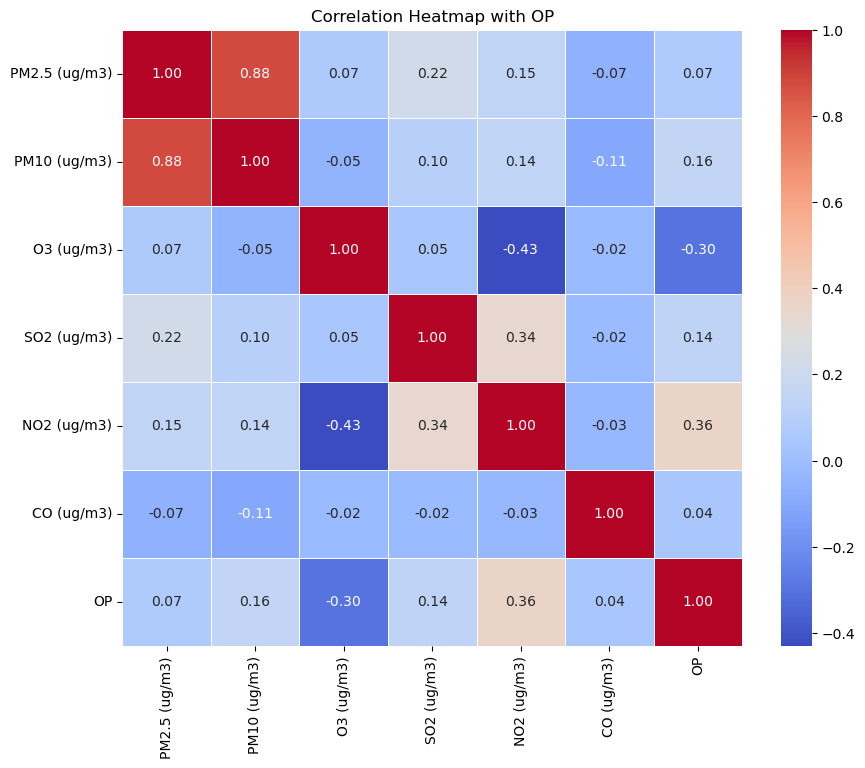 Correlation Heatmap with OP
PM2.5 (ug/m3) 1.00 0.88 0.07 0.22 0.15 -0.07 0.07
PM10 (ug/m3) 0.88 1.00 -0.05 0.10 0.14 -0.11 0.16
O3 (ug/m3) 0.07 -0.05 1.00 0.05 -0.43 -0.02 -0.30
SO2 (ug/m3) 0.22 0.10 0.05 1.00 0.34 -0.02 0.14
NO2 (ug/m3) 0.15 0.14 -0.43 0.34 1.00 -0.03 0.36
CO (ug/m3) -0.07 -0.11 -0.02 -0.02 -0.03 1.00 0.04
OP 0.07 0.16 -0.30 0.14 0.36 0.04 1.00
PM2.5 (ug/m3)
PM10 (ug/m3)
O3 (ug/m3)
SO2 (ug/m3)
NO2 (ug/m3)
CO (ug/m3)
OP
1.0
0.8
0.6
0.4
0.2
0.0
−0.2
−0.4